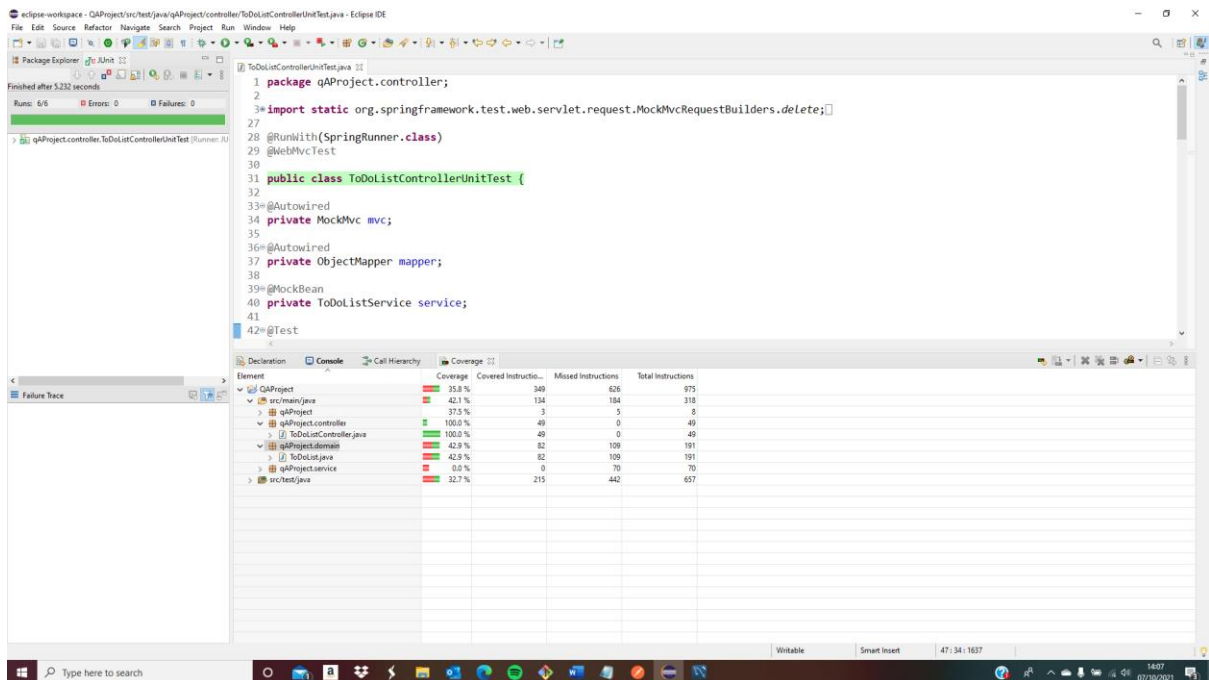 eclipse-workspace - QAProject/src/test/java/qAProject/controller/ToDoListControllerUnitTest.java - Eclipse IDE
File Edit Source Refactor Navigate Search Project Run Window Help
Package Explorer JUnit
Finished after 5.232 seconds
Runs: 6/6 Errors: 0 Failures: 0
qAProject.controller.ToDoListControllerUnitTest [Runner: JU
Failure Trace
ToDoListControllerUnitTest.java
1 package qAProject.controller;
2
3 import static org.springframework.test.web.servlet.request.MockMvcRequestBuilders.delete;
27
28 @RunWith(SpringRunner.class)
29 @WebMvcTest
30
31 public class ToDoListControllerUnitTest {
32
33 @Autowired
34 private MockMvc mvc;
35
36 @Autowired
37 private ObjectMapper mapper;
38
39 @MockBean
40 private ToDoListService service;
41
42 @Test
Declaration Console Call Hierarchy Coverage
Element Coverage Covered Instructio... Missed Instructions Total Instructions
QAProject 35.8 % 349 626 975
src/main/java 42.1 % 134 184 318
qAProject 37.5 % 3 5 8
qAProject.controller 100.0 % 49 0 49
ToDoListController.java 100.0 % 49 0 49
qAProject.domain 42.9 % 82 109 191
ToDoList.java 42.9 % 82 109 191
qAProject.service 0.0 % 0 70 70
src/test/java 32.7 % 215 442 657
Writable Smart Insert 47 : 34 : 1637
Type here to search
14:07
07/10/2021